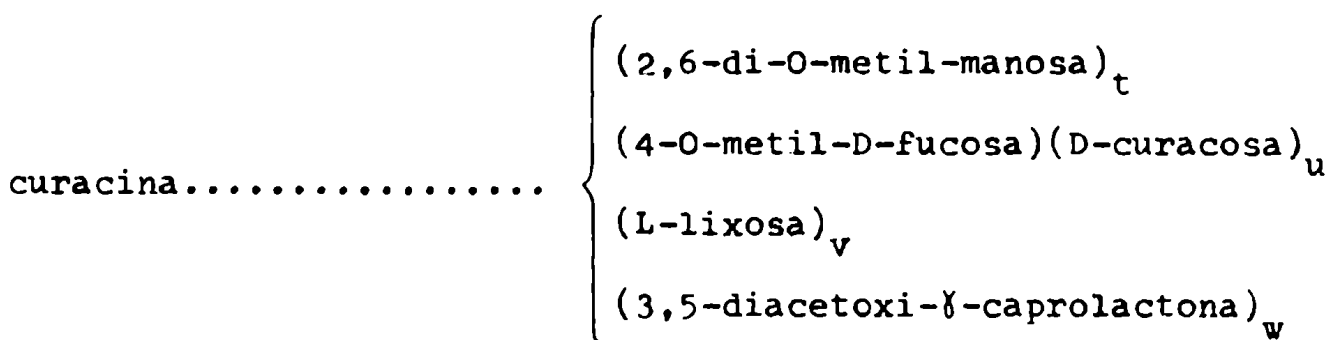 (2,6-di-O-metil-manosa)t
(4-O-metil-D-fucosa)(D-curacosa)u
curacina..................
(L-lixosa)v
(3,5-diacetoxi-γ-caprolactona)w